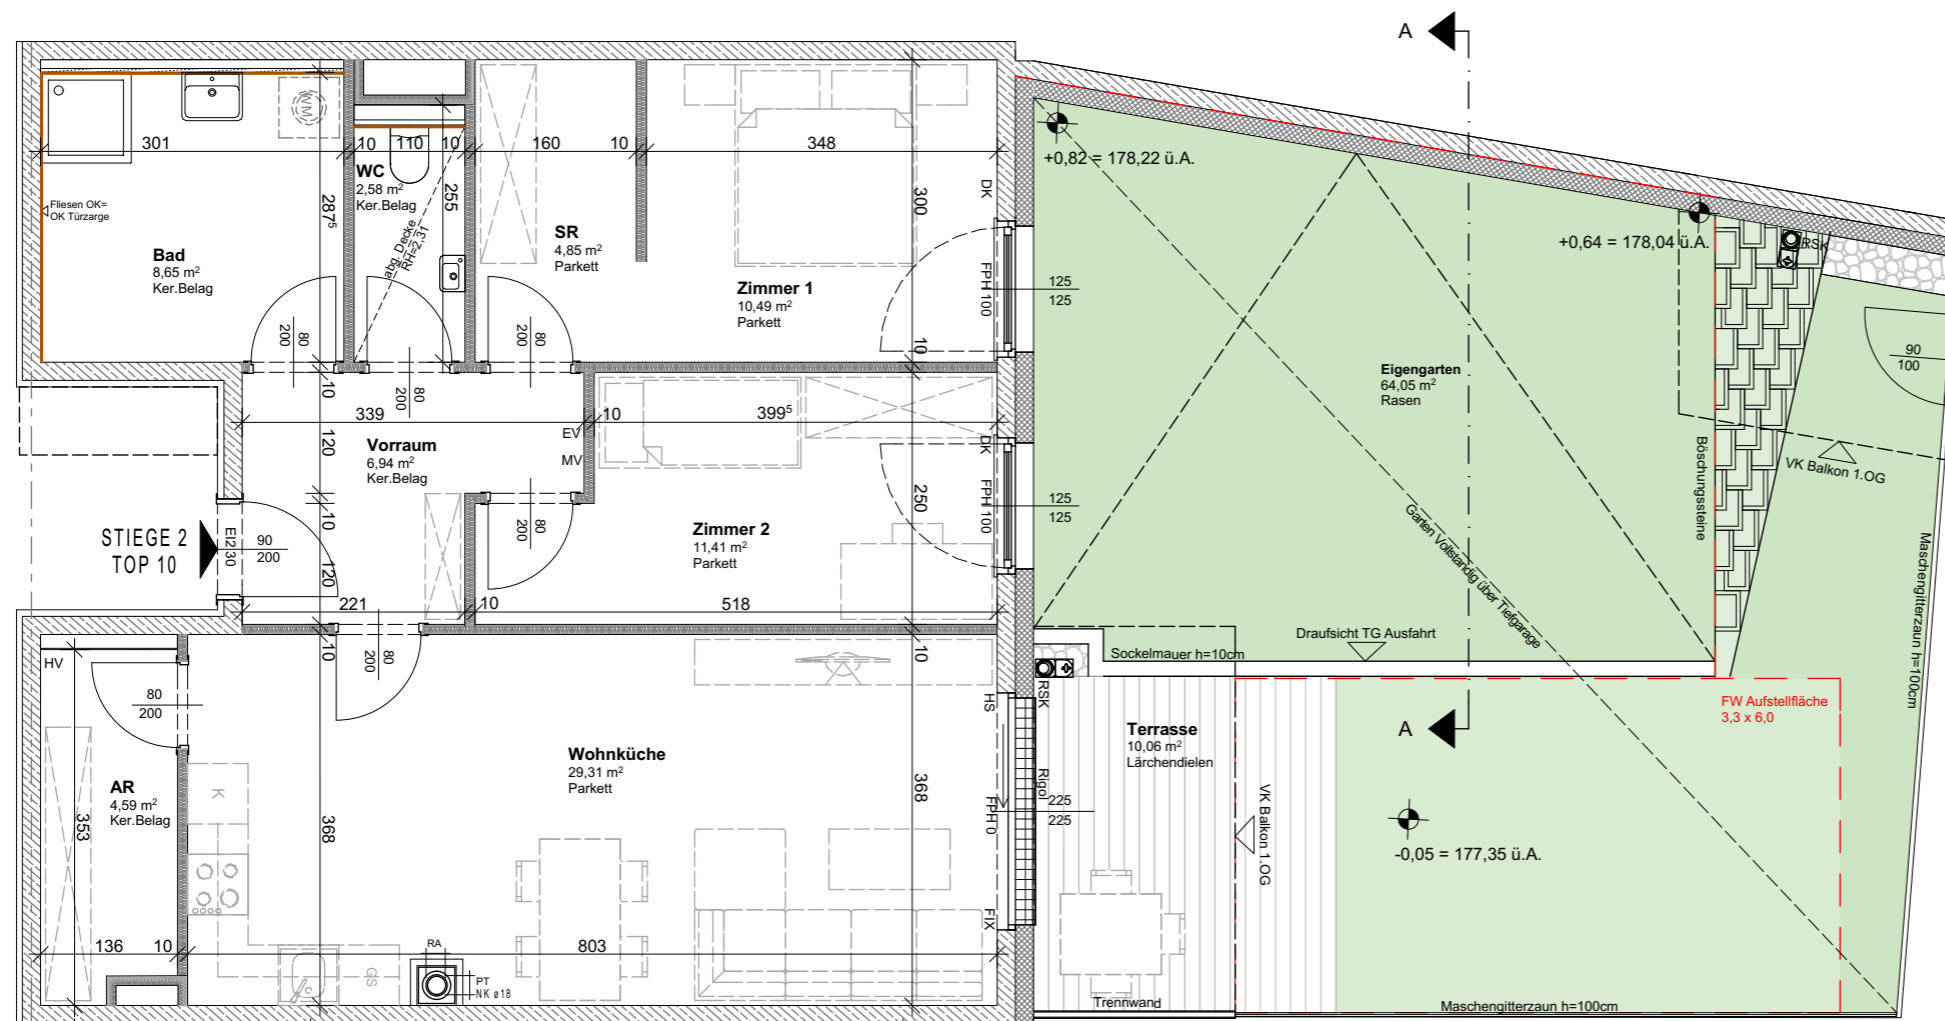 A
301
10
110
10
160
10
348
WM
WC
2,58 m²
Ker.Belag
255
287⁵
abg. Decke
RH=2,31
Fliesen OK=
OK Türzarge
Bad
8,65 m²
Ker.Belag
SR
4,85 m²
Parkett
Zimmer 1
10,49 m²
Parkett
300
DK
FPH 100
125
125
+0,82 = 178,22 ü.A.
+0,64 = 178,04 ü.A.
RSK
80
200
80
200
80
200
10
10
339
10
399⁵
EV
MV
120
Vorraum
6,94 m²
Ker.Belag
DK
FPH 100
125
125
250
Eigengarten
64,05 m²
Rasen
90
100
VK Balkon 1.OG
Böschungssteine
Garten Vollständig über Tiefgarage
Maschengitterzaun h=100cm
STIEGE 2
TOP 10
EI230
90
200
10
120
80
200
Zimmer 2
11,41 m²
Parkett
221
10
518
10
10
80
200
Draufsicht TG Ausfahrt
Sockelmauer h=10cm
HV
80
200
HS
RSK
FW Aufstellfläche
3,3 x 6,0
Terrasse
10,06 m²
Lärchendielen
A
Wohnküche
29,31 m²
Parkett
AR
4,59 m²
Ker.Belag
353
K
368
368
FPH 0
Rigol
225
225
VK Balkon 1.OG
-0,05 = 177,35 ü.A.
FIX
136
10
803
RA
PT
NK ø18
GS
Trennwand
Maschengitterzaun h=100cm